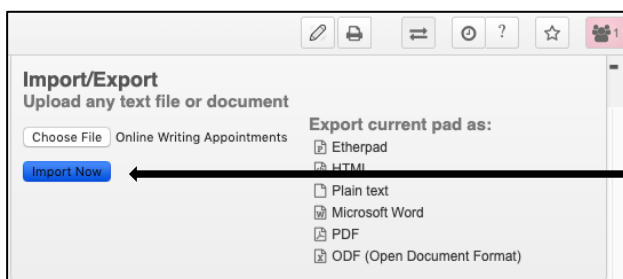 ?
1
Import/Export
Upload any text file or document
Choose File Online Writing Appointments
Import Now
Export current pad as:
Etherpad
HTML
Plain text
Microsoft Word
PDF
ODF (Open Document Format)